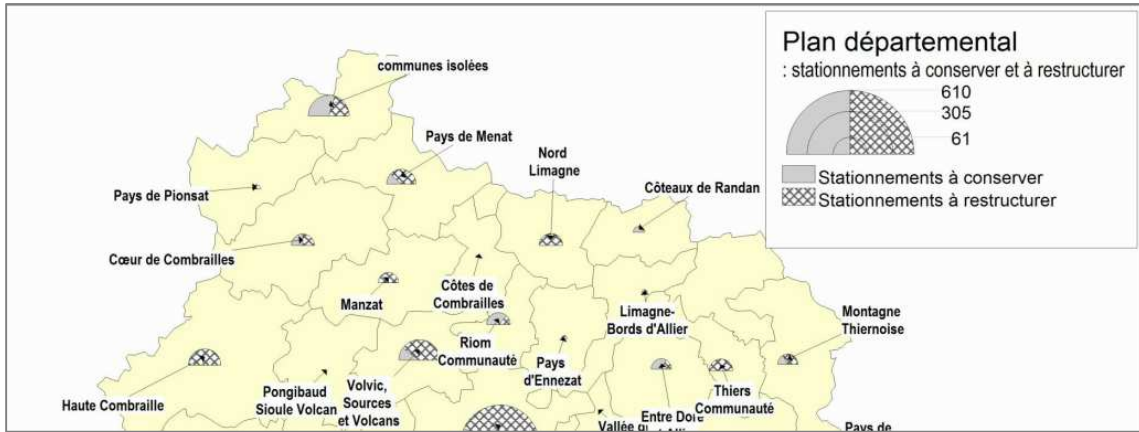 Plan départemental
: stationnements à conserver et à restructurer
610
305
61
Stationnements à conserver
Stationnements à restructurer
communes isolées
Pays de Menat
Nord
Limagne
Côteaux de Randan
Pays de Pionsat
Cœur de Combrailles
Manzat
Côtes de
Combrailles
Limagne-
Bords d'Allier
Montagne
Thiernoise
Riom
Communauté
Pays
d'Ennezat
Haute Combraille
Pongibaud
Sioule Volcan
Volvic,
Sources
et Volcans
Thiers
Communauté
Entre Dore
Vallée
Pays de